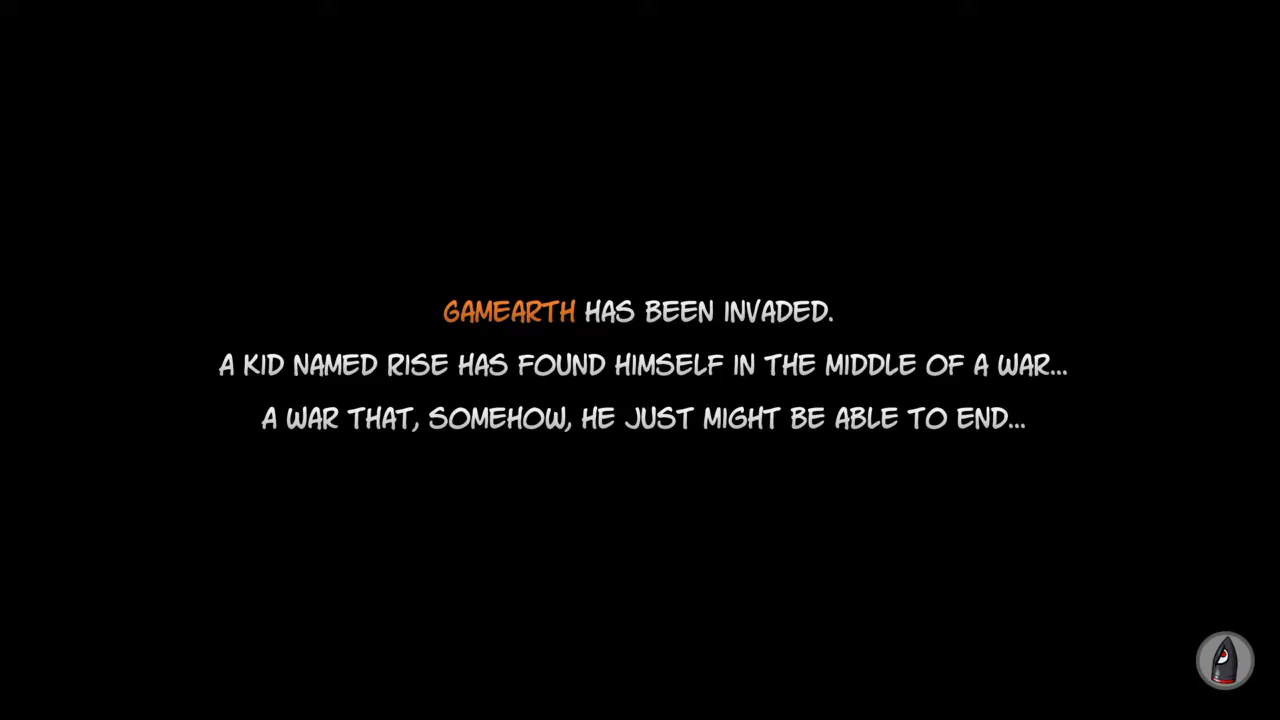 GAMEARTH HAS BEEN INVADED.
A KID NAMED RISE HAS FOUND HIMSELF IN THE MIDDLE OF A WAR...
A WAR THAT, SOMEHOW, HE JUST MIGHT BE ABLE TO END...